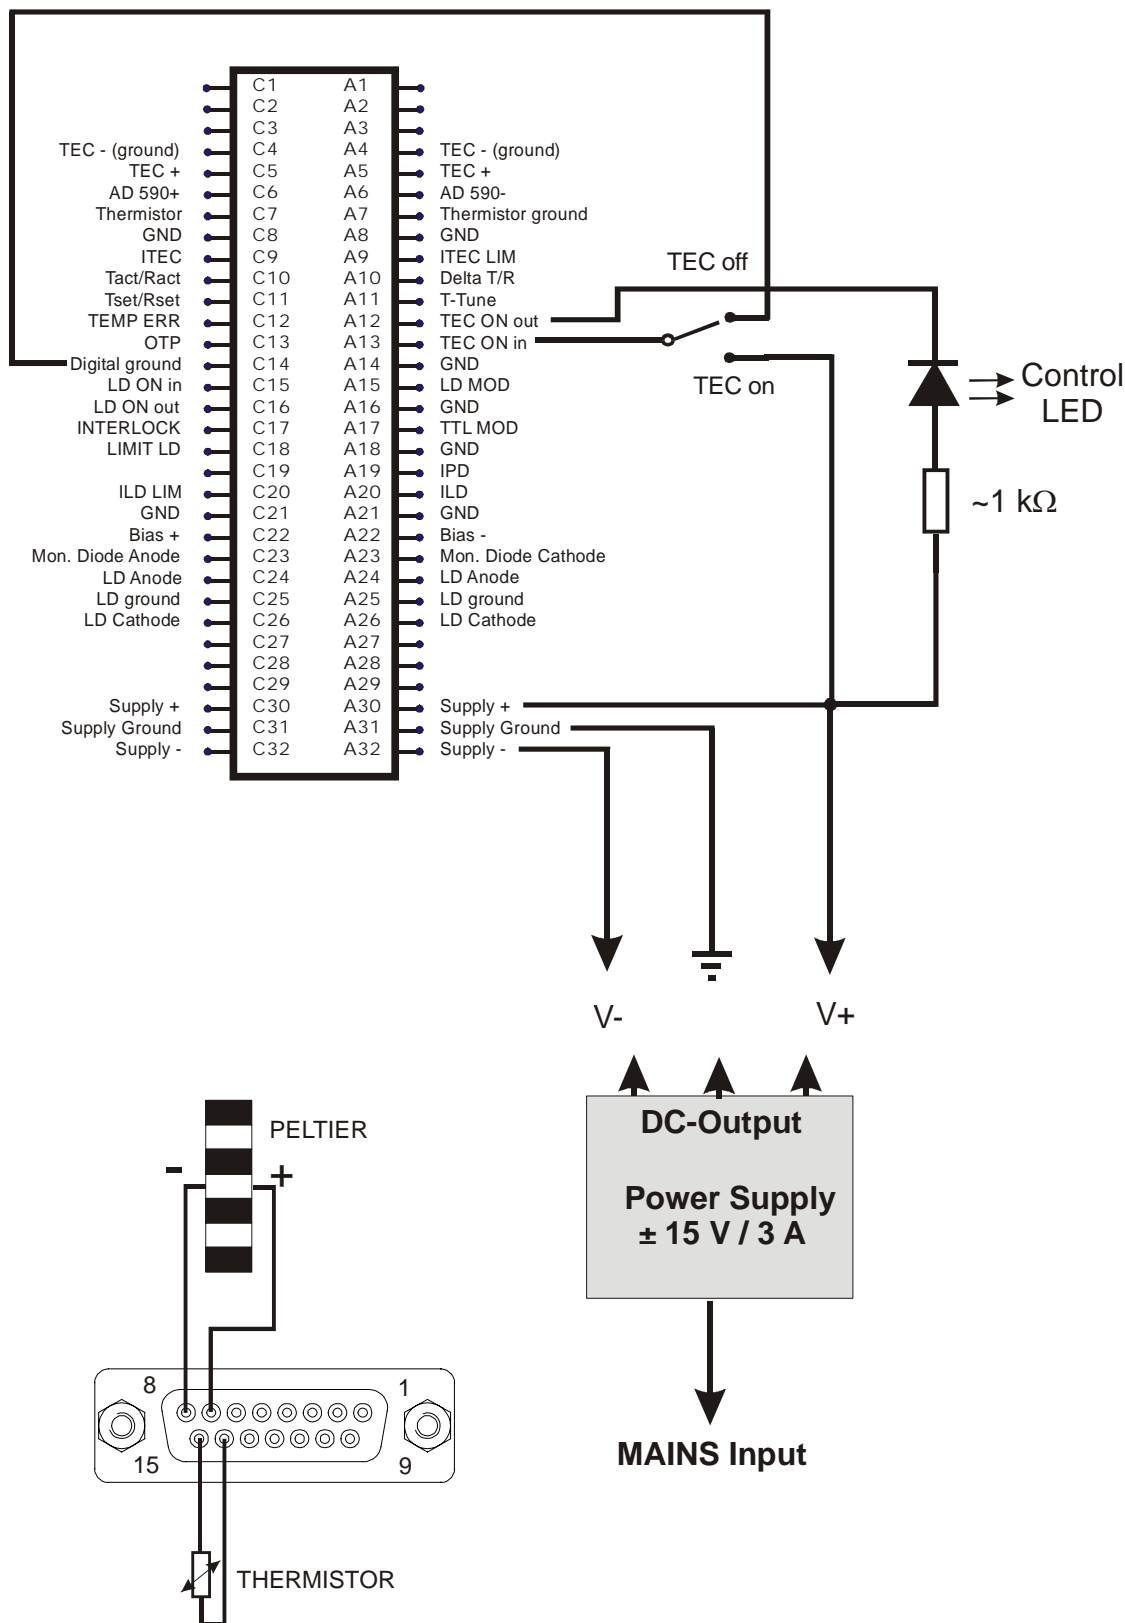 C1 A1
C2 A2
C3 A3
TEC - (ground) C4 A4 TEC - (ground)
TEC + C5 A5 TEC +
AD 590+ C6 A6 AD 590-
Thermistor C7 A7 Thermistor ground
GND C8 A8 GND
ITEC C9 A9 ITEC LIM
TEC off
Tact/Ract C10 A10 Delta T/R
Tset/Rset C11 A11 T-Tune
TEMP ERR C12 A12 TEC ON out
OTP C13 A13 TEC ON in
Digital ground C14 A14 GND
LD ON in C15 A15 LD MOD
TEC on
Control
LED
LD ON out C16 A16 GND
INTERLOCK C17 A17 TTL MOD
LIMIT LD C18 A18 GND
C19 A19 IPD
ILD LIM C20 A20 ILD
~1 kΩ
GND C21 A21 GND
Bias + C22 A22 Bias -
Mon. Diode Anode C23 A23 Mon. Diode Cathode
LD Anode C24 A24 LD Anode
LD ground C25 A25 LD ground
LD Cathode C26 A26 LD Cathode
C27 A27
C28 A28
C29 A29
Supply + C30 A30 Supply +
Supply Ground C31 A31 Supply Ground
Supply - C32 A32 Supply -
V- V+
DC-Output
Power Supply
± 15 V / 3 A
MAINS Input
PELTIER
- +
8 1
15 9
THERMISTOR